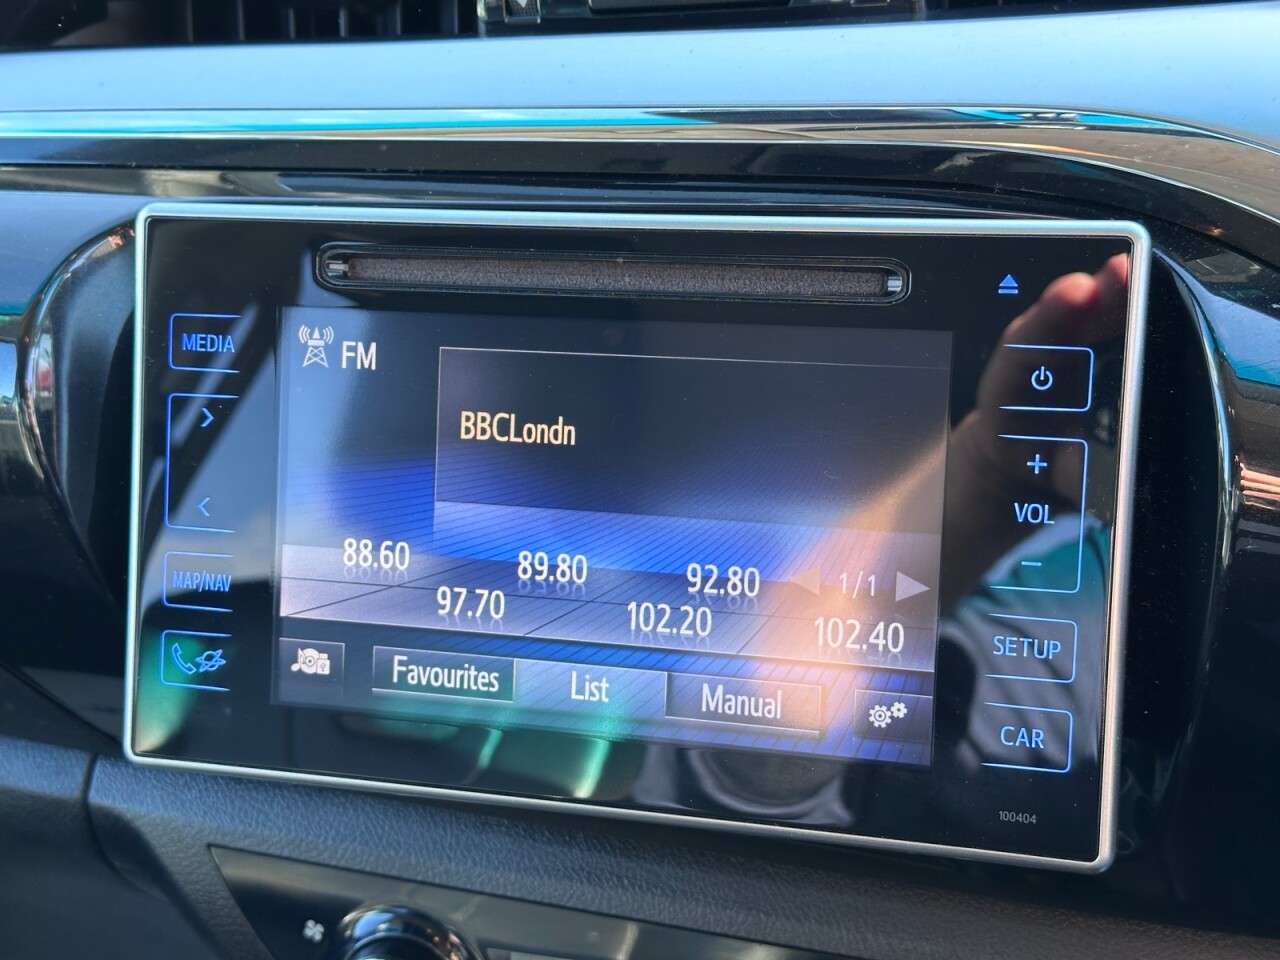 MEDIA
FM
BBCLondn
VOL
MAP/NAV
88.60 89.80 92.80 1/1
97.70 102.20 102.40
Favourites List Manual
SETUP
CAR
100404